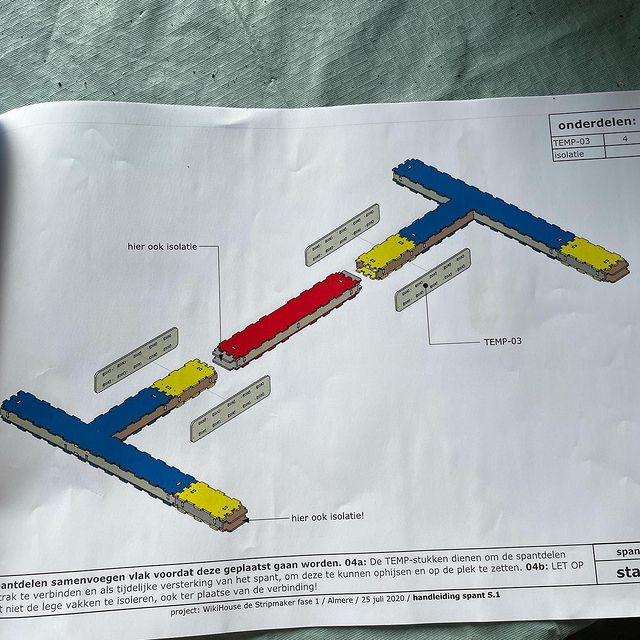 onderdelen:
TEMP-03 4
isolatie
hier ook isolatie
TEMP-03
hier ook isolatie!
samenvoegen vlak voordat deze geplaatst gaan worden. 04a: De TEMP-stukken dienen om de spantdelen
te verbinden en als tijdelijke versterking van het spant, om deze te kunnen ophijsen en op de plek te zetten. 04b: LET OP
niet de lege vakken te isoleren, ook ter plaatse van de verbinding!
project: WikiHouse de Stripmaker fase 1 / Almere / 25 juli 2020 / handleiding spant S.1